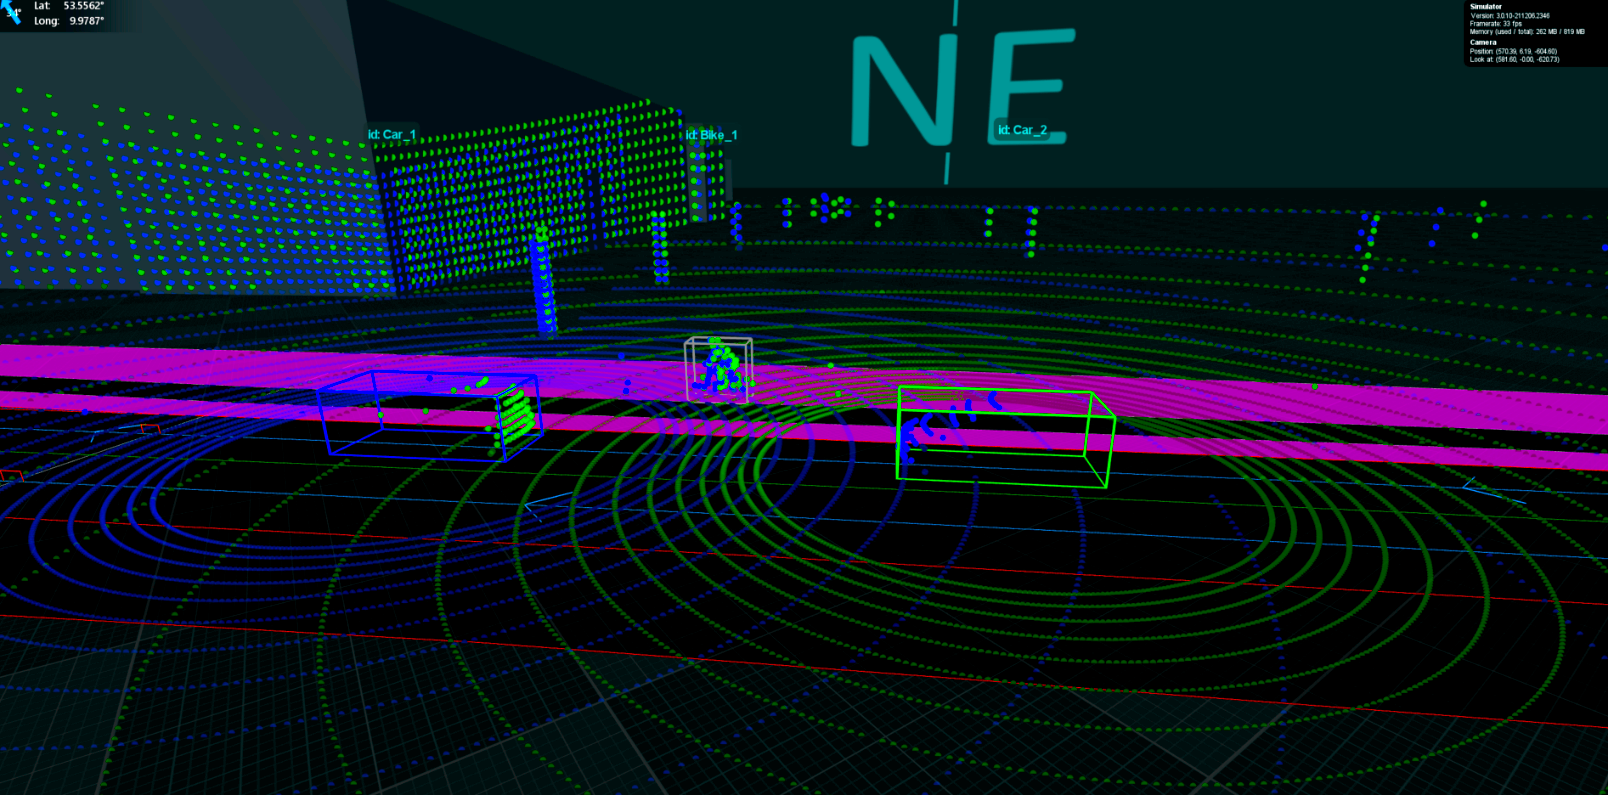 34°
Lat: 53.5562°
Long: 9.9787°
Simulator
Version: 3.0.10-211206.2346
Framerate: 33 fps
Memory (used / total): 262 MB / 819 MB
Camera
Position: (570.39, 6.19, -604.60)
Look at: (581.60, -0.00, -620.73)
NE
id: Car_1
id: Bike_1
id: Car_2